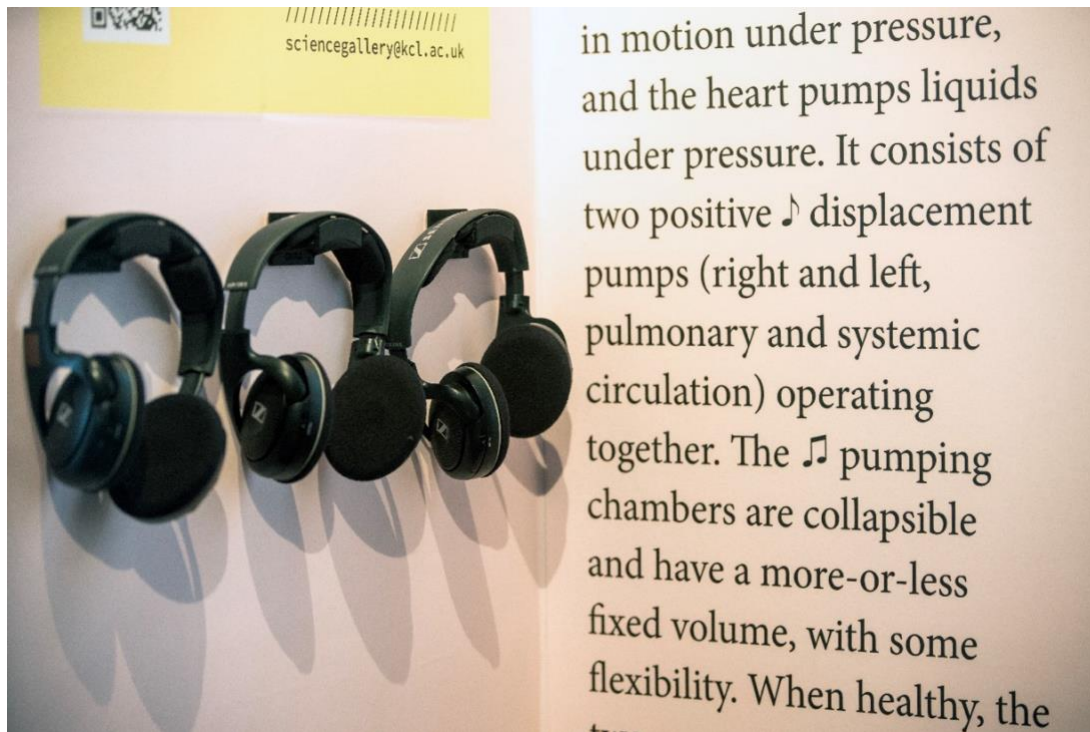 ////////////////////////
sciencegallery@kcl.ac.uk
in motion under pressure,
and the heart pumps liquids
under pressure. It consists of
two positive ♪ displacement
pumps (right and left,
pulmonary and systemic
circulation) operating
together. The ♫ pumping
chambers are collapsible
and have a more-or-less
fixed volume, with some
flexibility. When healthy, the